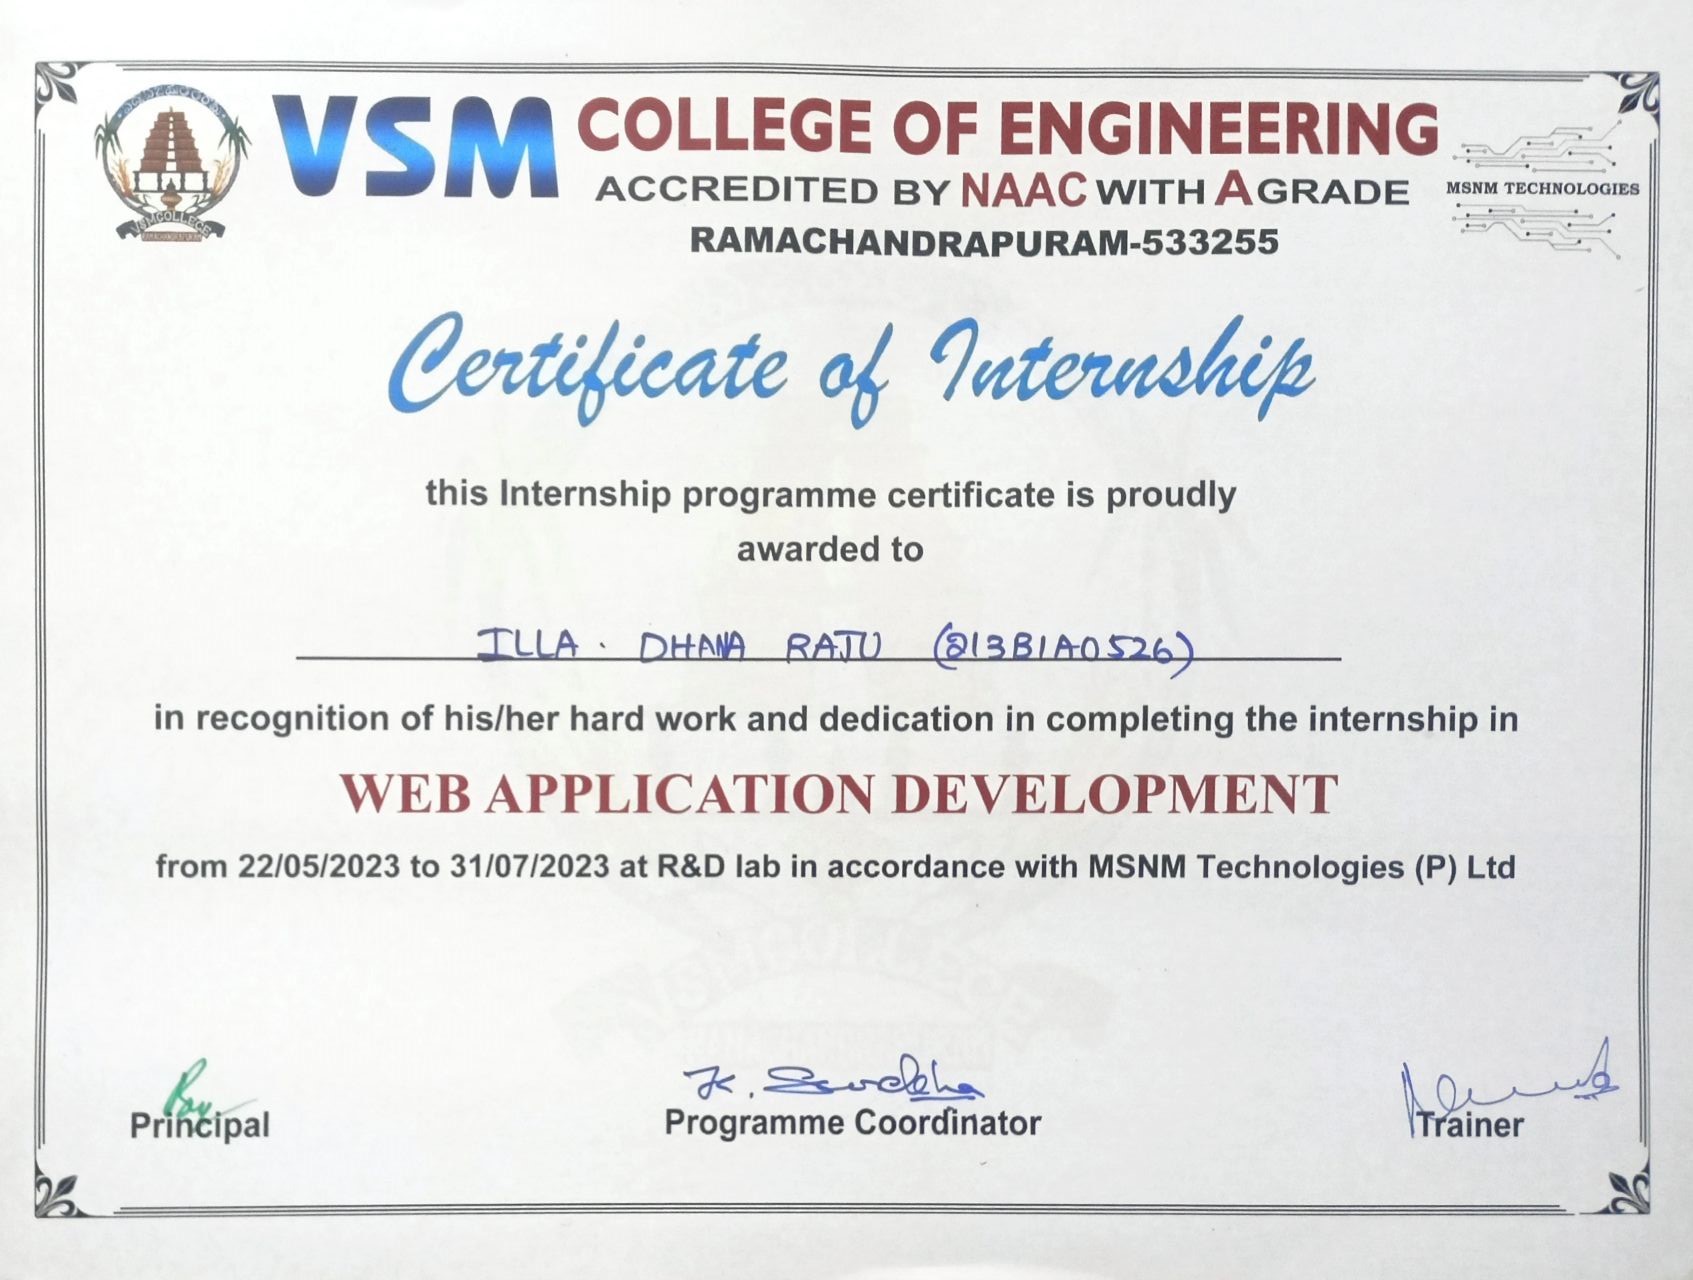 VSM COLLEGE OF ENGINEERING
ACCREDITED BY NAAC WITH A GRADE
RAMACHANDRAPURAM-533255
VSM COLLEGE
MSNM TECHNOLOGIES
Certificate of Internship
this Internship programme certificate is proudly
awarded to
ILLA. DHANA RAJU (213B1A0526)
in recognition of his/her hard work and dedication in completing the internship in
WEB APPLICATION DEVELOPMENT
from 22/05/2023 to 31/07/2023 at R&D lab in accordance with MSNM Technologies (P) Ltd
K.
Principal
Programme Coordinator
Trainer